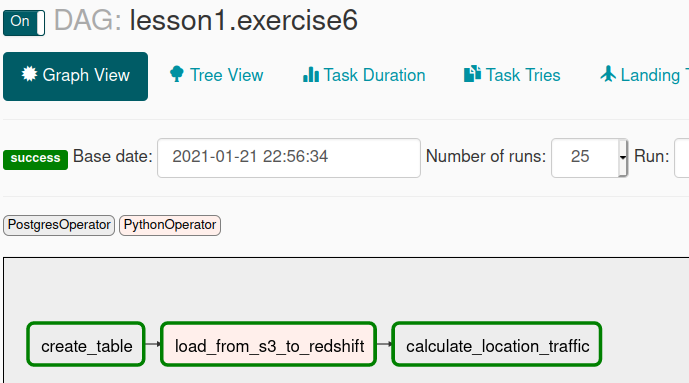 On DAG: lesson1.exercise6
Graph View Tree View Task Duration Task Tries Landing
success Base date: 2021-01-21 22:56:34 Number of runs: 25 Run:
PostgresOperator PythonOperator
create_table load_from_s3_to_redshift calculate_location_traffic